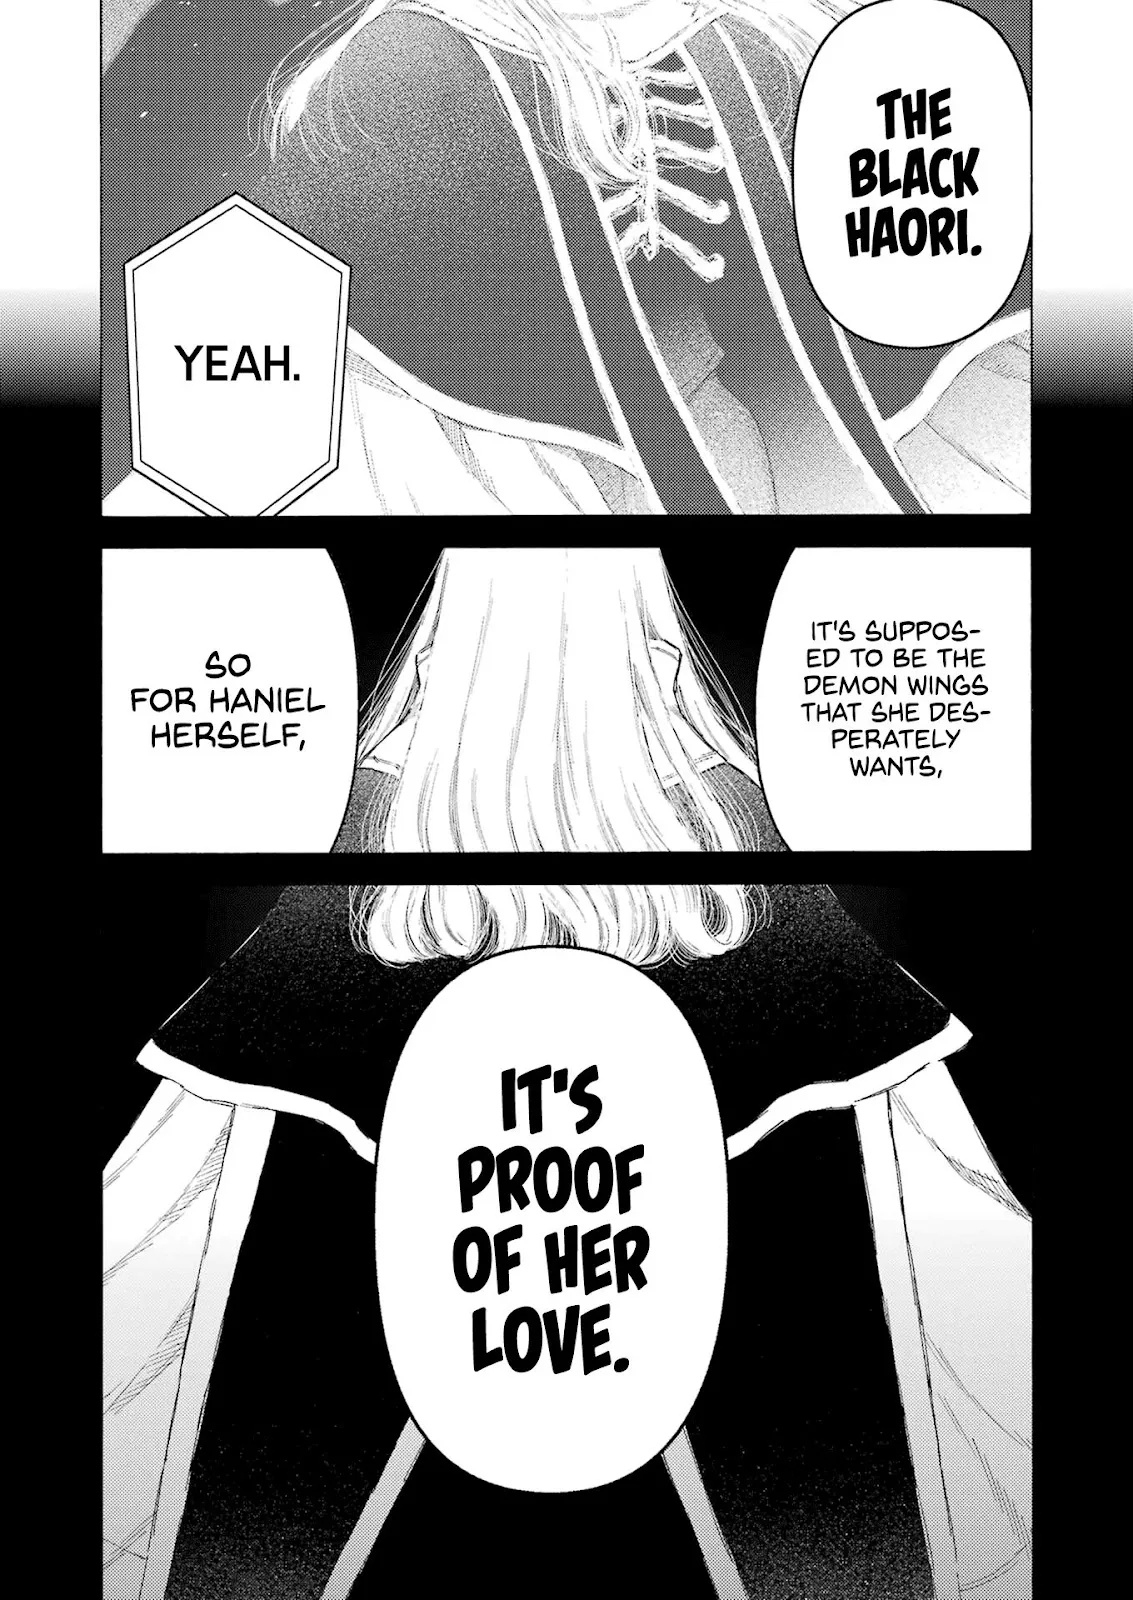 THE
BLACK
HAORI.
YEAH.
IT'S SUPPOS-
ED TO BE THE
DEMON WINGS
THAT SHE DES-
PERATELY
WANTS,
SO
FOR HANIEL
HERSELF,
IT'S
PROOF
OF HER
LOVE.